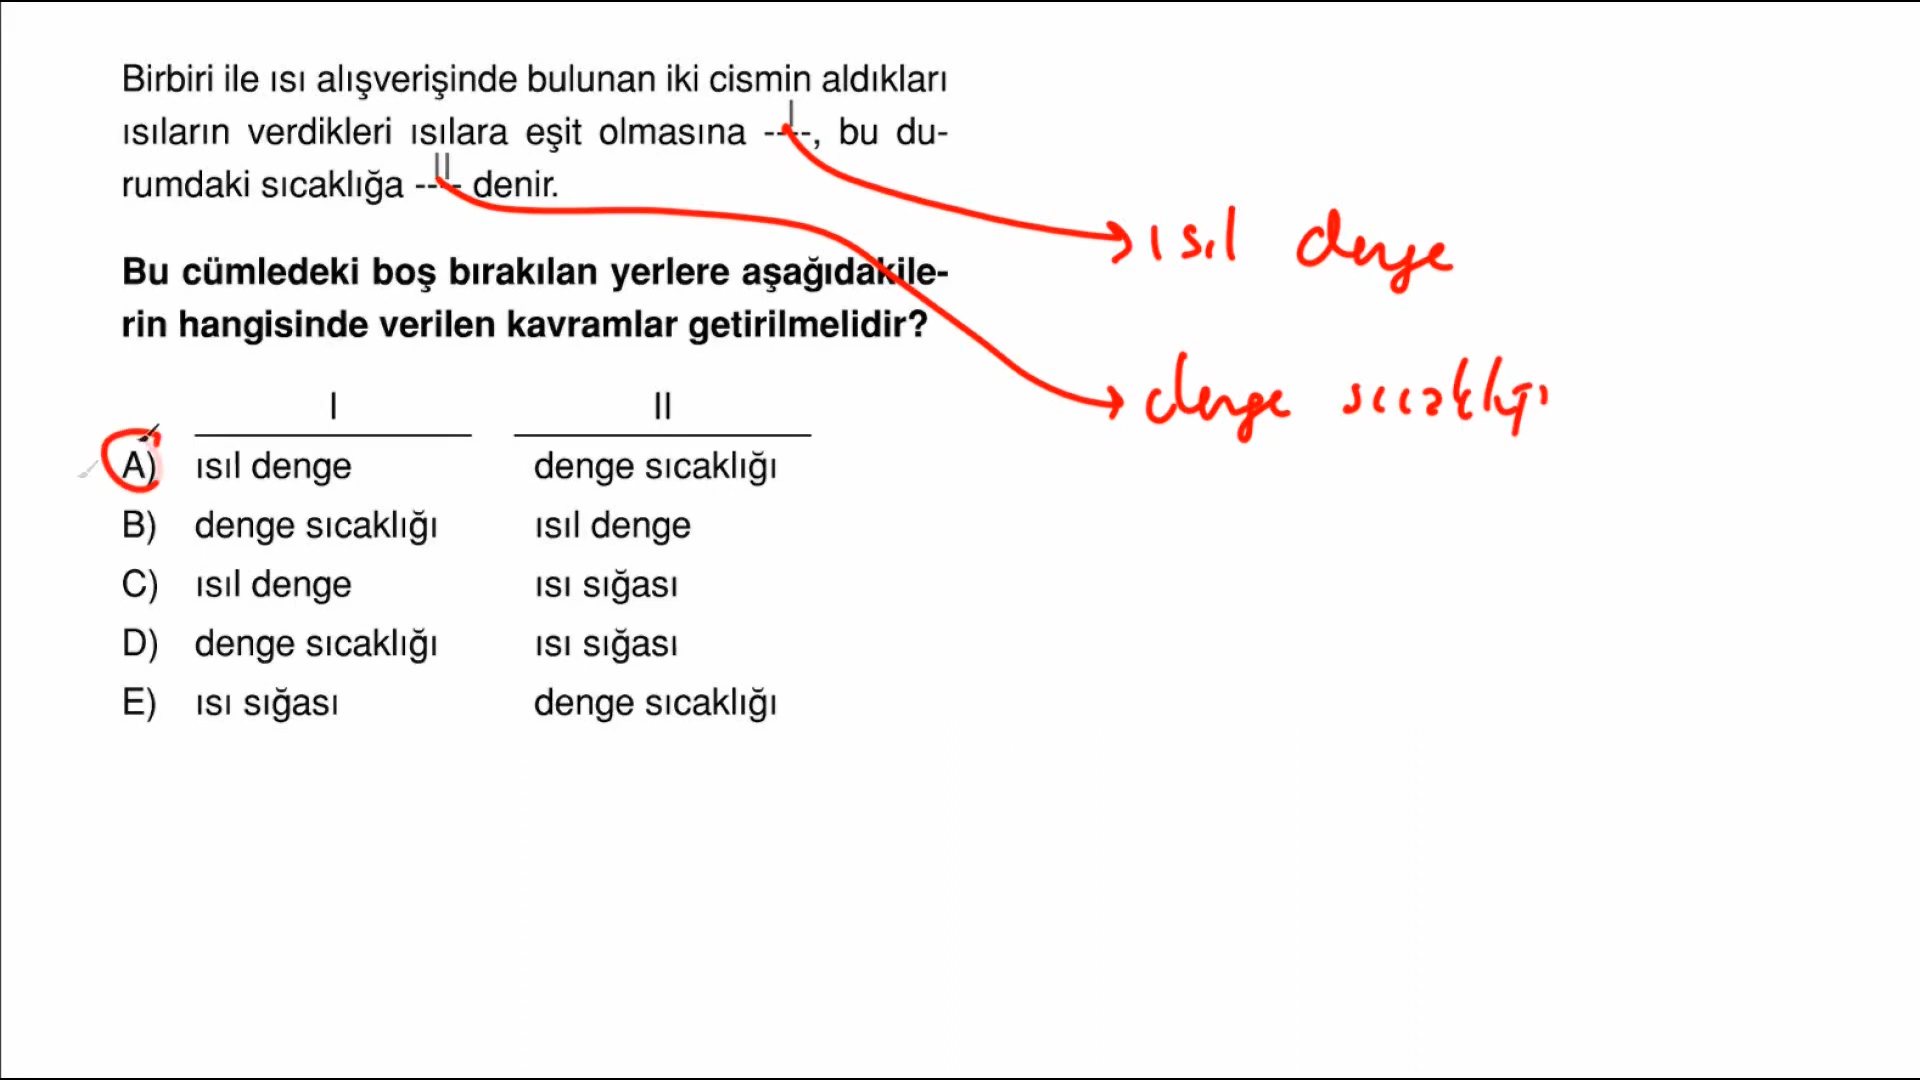 Birbiri ile ısı alışverişinde bulunan iki cismin aldıkları
I
ısıların verdikleri ısılara eşit olmasına ----, bu du-
II
rumdaki sıcaklığa ---- denir.
ısıl denge
Bu cümledeki boş bırakılan yerlere aşağıdakile-
rin hangisinde verilen kavramlar getirilmelidir?
denge sıcaklığı
I II
A) ısıl denge denge sıcaklığı
B) denge sıcaklığı ısıl denge
C) ısıl denge ısı sığası
D) denge sıcaklığı ısı sığası
E) ısı sığası denge sıcaklığı